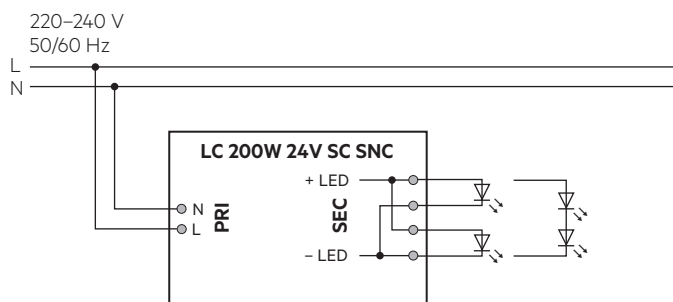 220–240 V
50/60 Hz
L
N
LC 200W 24V SC SNC
+ LED
N
L
PRI
SEC
– LED